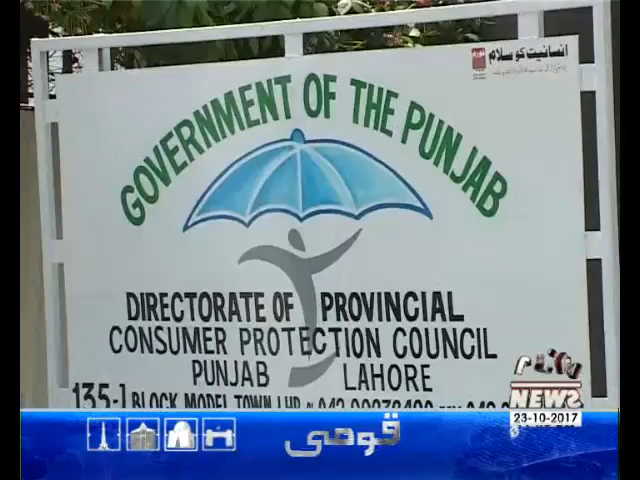 انسانیت کو سلام
GOVERNMENT OF THE PUNJAB
DIRECTORATE OF PROVINCIAL
CONSUMER PROTECTION COUNCIL
PUNJAB LAHORE
135-J BLOCK MODEL TOWN LHR
NEWS
23-10-2017
قومی